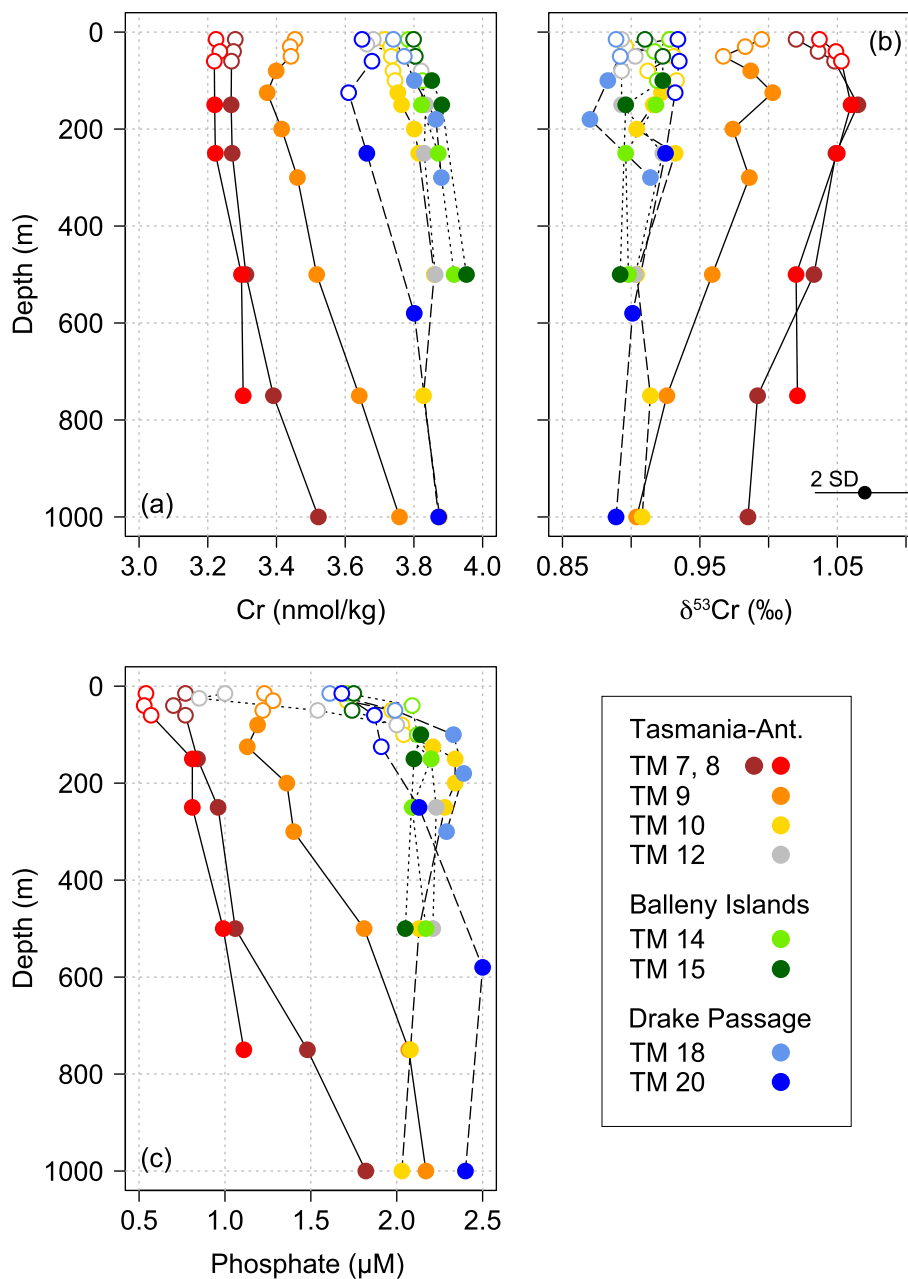 0
200
400
600
800
1000
Depth (m)
(a)
3.0 3.2 3.4 3.6 3.8 4.0
Cr (nmol/kg)
(b)
2 SD
0.85 0.95 1.05
δ⁵³Cr (‰)
0
200
400
600
800
1000
Depth (m)
(c)
0.5 1.0 1.5 2.0 2.5
Phosphate (μM)
Tasmania-Ant.
TM 7, 8
TM 9
TM 10
TM 12
Balleny Islands
TM 14
TM 15
Drake Passage
TM 18
TM 20